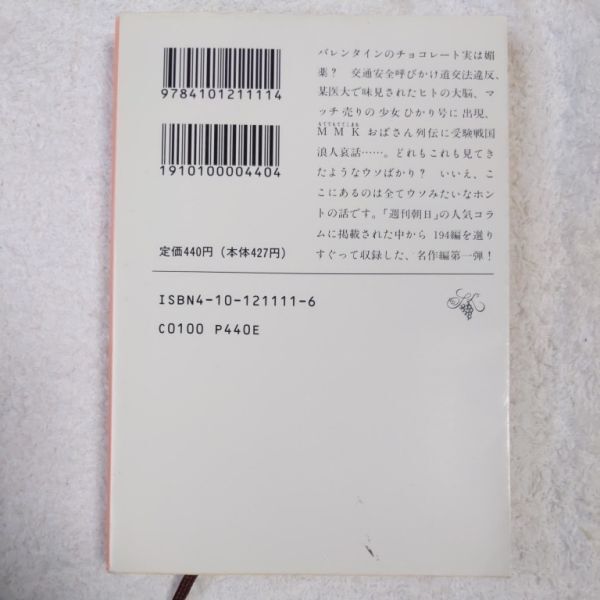 9784101211114
1910100004404
定価440円（本体427円）
ISBN4-10-121111-6
C0100 P440E
バレンタインのチョコレート実は媚
薬？　交通安全呼びかけ道交法違反、
某医大で味見されたヒトの大脳、マ
ッチ売りの少女ひかり号に出現、
もててもててこまる
ＭＭＫおばさん列伝に受験戦国
浪人哀話……。どれもこれも見てき
たようなウソばかり？　いいえ、こ
こにあるのは全てウソみたいなホン
トの話です。「週刊朝日」の人気コラ
ムに掲載された中から 194編を選り
すぐって収録した、名作編第一弾！